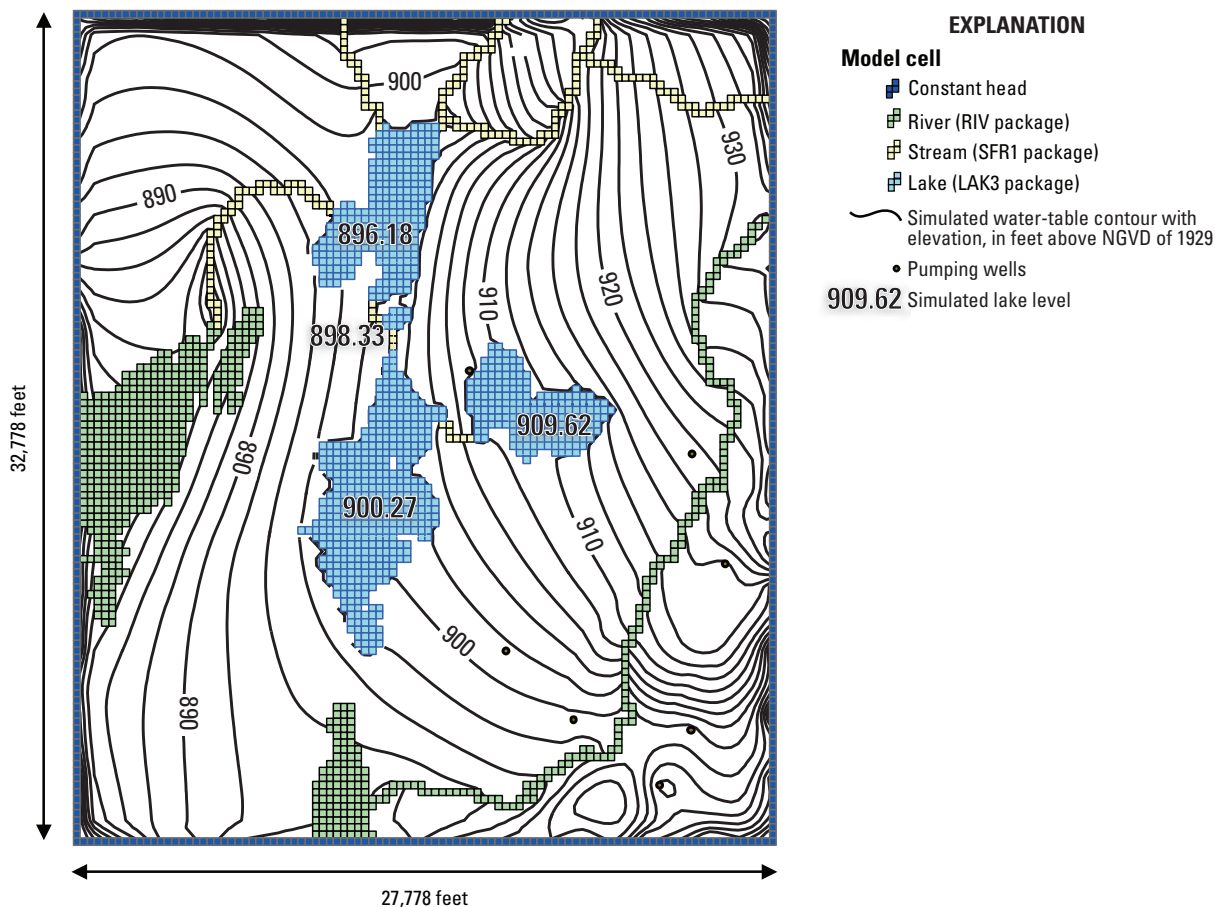 900
930
890
896.18
910
920
898.33
909.62
890
900.27
910
900
890
32,778 feet
27,778 feet
EXPLANATION
Model cell
Constant head
River (RIV package)
Stream (SFR1 package)
Lake (LAK3 package)
Simulated water-table contour with
elevation, in feet above NGVD of 1929
Pumping wells
909.62 Simulated lake level